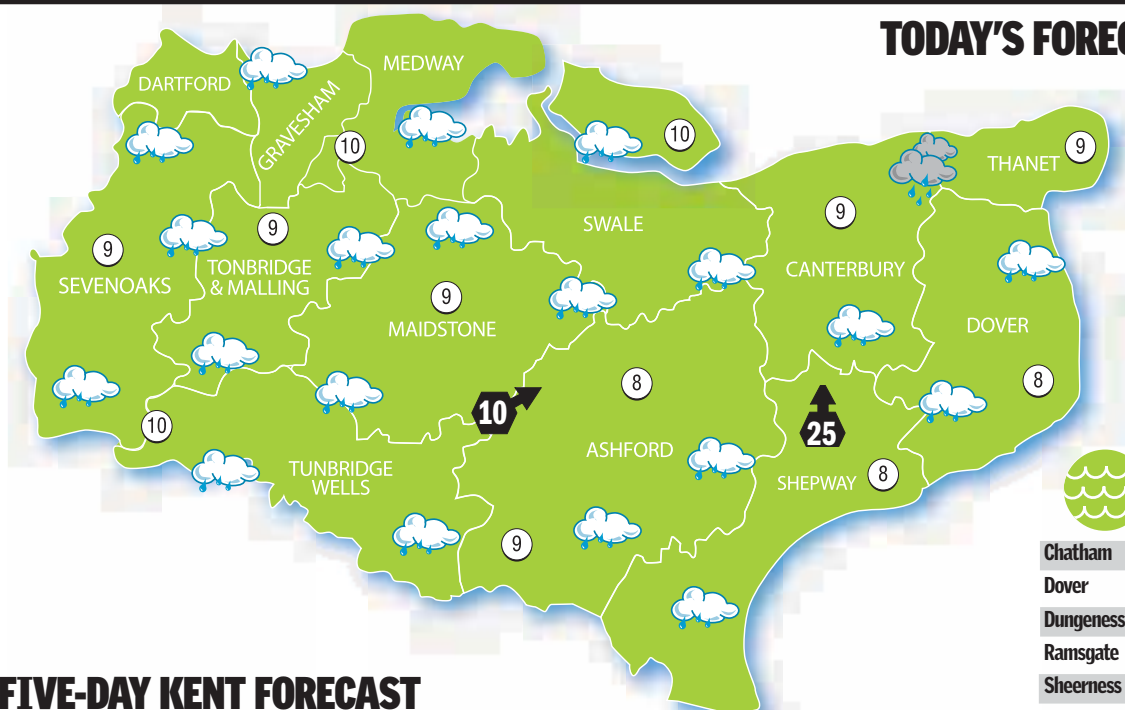 TODAY'S FOREC
MEDWAY
DARTFORD
GRAVESHAM
10
10
THANET
9
9
SWALE
9
9
TONBRIDGE
& MALLING
SEVENOAKS
CANTERBURY
9
MAIDSTONE
DOVER
8
8
10
10
25
ASHFORD
TUNBRIDGE
WELLS
SHEPWAY
8
9
Chatham
Dover
Dungeness
Ramsgate
Sheerness
FIVE-DAY KENT FORECAST